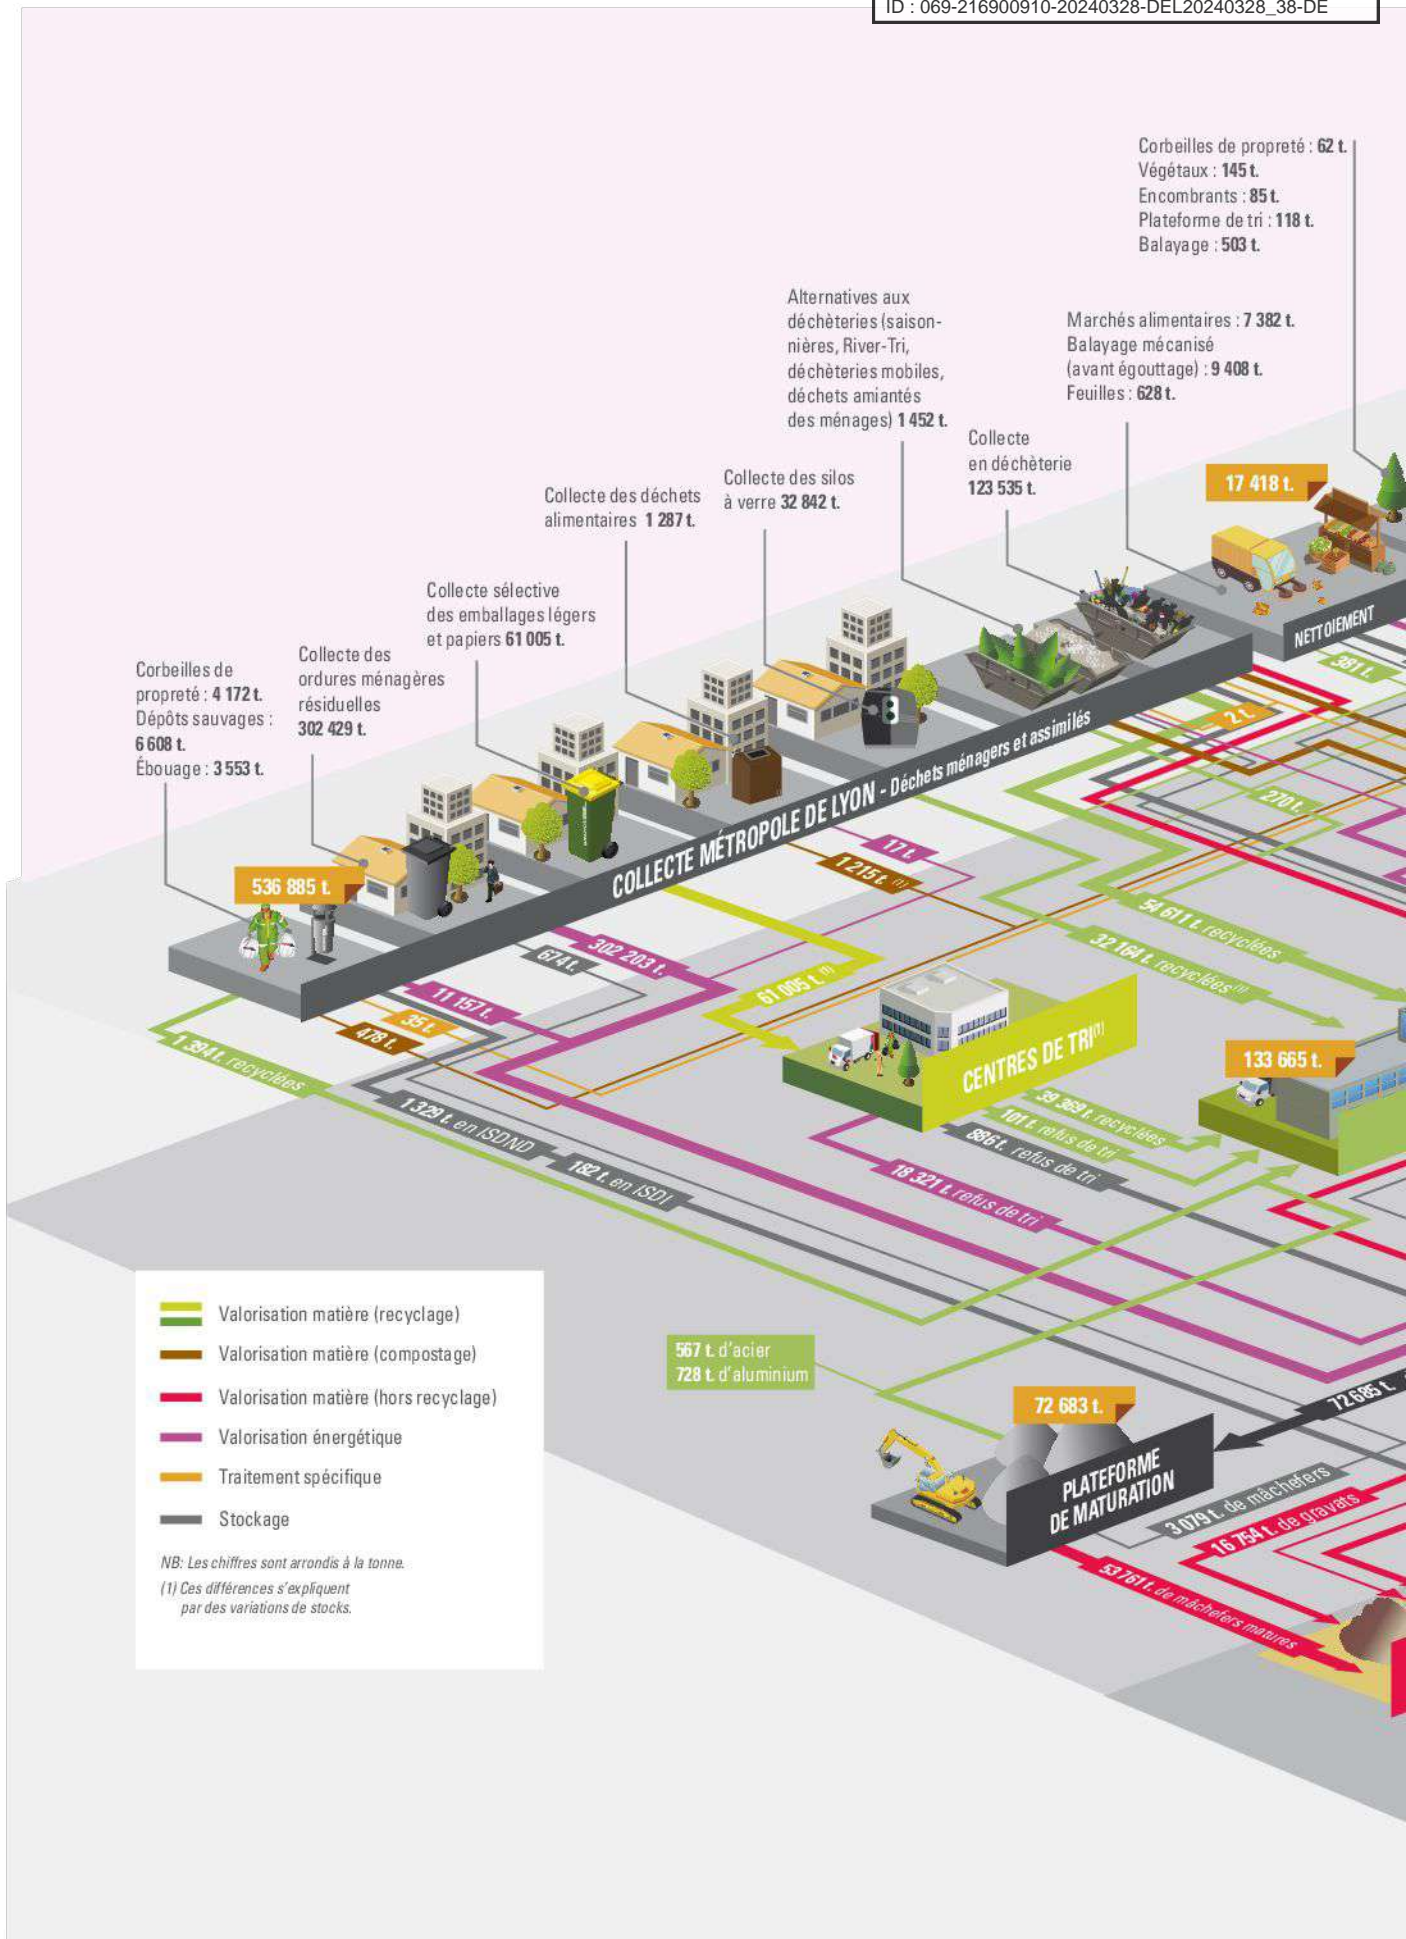 ID : 069-216900910-20240328-DEL20240328_38-DE
Corbeilles de propreté : 62 t.
Végétaux : 145 t.
Encombrants : 85 t.
Plateforme de tri : 118 t.
Balayage : 503 t.
Alternatives aux
déchèteries (saison-
nières, River-Tri,
déchèteries mobiles,
déchets amiantés
des ménages) 1 452 t.
Marchés alimentaires : 7 382 t.
Balayage mécanisé
(avant égouttage) : 9 408 t.
Feuilles : 628 t.
Collecte
en déchèterie
123 535 t.
17 418 t.
Collecte des silos
à verre 32 842 t.
Collecte des déchets
alimentaires 1 287 t.
Collecte sélective
des emballages légers
et papiers 61 005 t.
Collecte des
ordures ménagères
résiduelles
302 429 t.
Corbeilles de
propreté : 4 172 t.
Dépôts sauvages :
6 608 t.
Ébouage : 3 553 t.
536 885 t.
NETTOIEMENT
COLLECTE MÉTROPOLE DE LYON - Déchets ménagers et assimilés
381 t.
2 t.
270 t.
17 t.
1 215 t. (1)
54 611 t. recyclées
32 164 t. recyclées(1)
302 203 t.
674 t.
61 005 t. (1)
11 157 t.
35 t.
478 t.
1 394 t. recyclées
CENTRES DE TRI(1)
133 665 t.
39 369 t. recyclées
101 t. refus de tri
886 t. refus de tri
18 321 t. refus de tri
1 329 t. en ISDND
182 t. en ISDI
Valorisation matière (recyclage)
Valorisation matière (compostage)
Valorisation matière (hors recyclage)
Valorisation énergétique
Traitement spécifique
Stockage
NB: Les chiffres sont arrondis à la tonne.
(1) Ces différences s'expliquent
par des variations de stocks.
567 t. d'acier
728 t. d'aluminium
72 683 t.
72 685 t.
PLATEFORME
DE MATURATION
3 079 t. de mâchefers
16 754 t. de gravats
53 761 t. de mâchefers matures